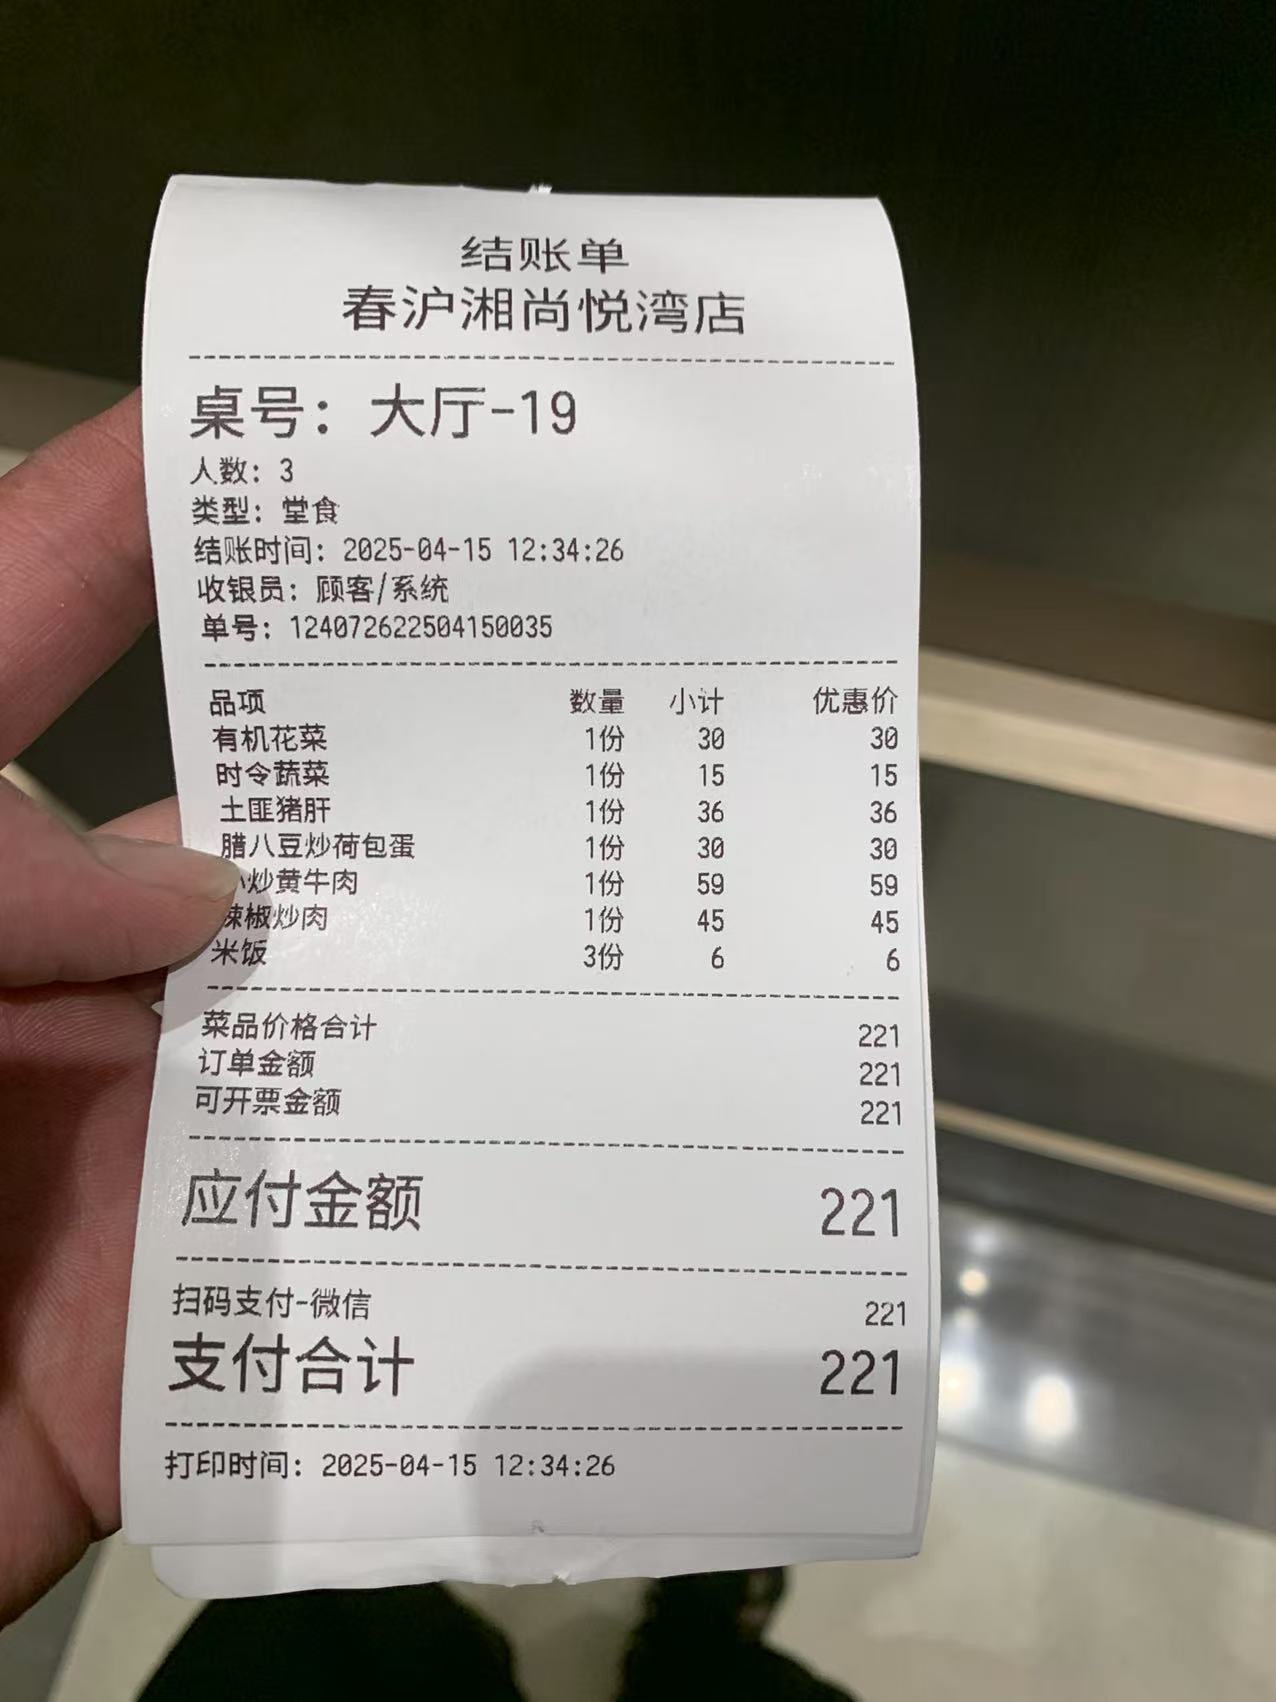 结账单
春沪湘尚悦湾店
桌号：大厅-19
人数：3
类型：堂食
结账时间：2025-04-15 12:34:26
收银员：顾客/系统
单号：124072622504150035
品项 数量 小计 优惠价
有机花菜 1份 30 30
时令蔬菜 1份 15 15
土匪猪肝 1份 36 36
腊八豆炒荷包蛋 1份 30 30
小炒黄牛肉 1份 59 59
辣椒炒肉 1份 45 45
米饭 3份 6 6
菜品价格合计 221
订单金额 221
可开票金额 221
应付金额 221
扫码支付-微信 221
支付合计 221
打印时间：2025-04-15 12:34:26